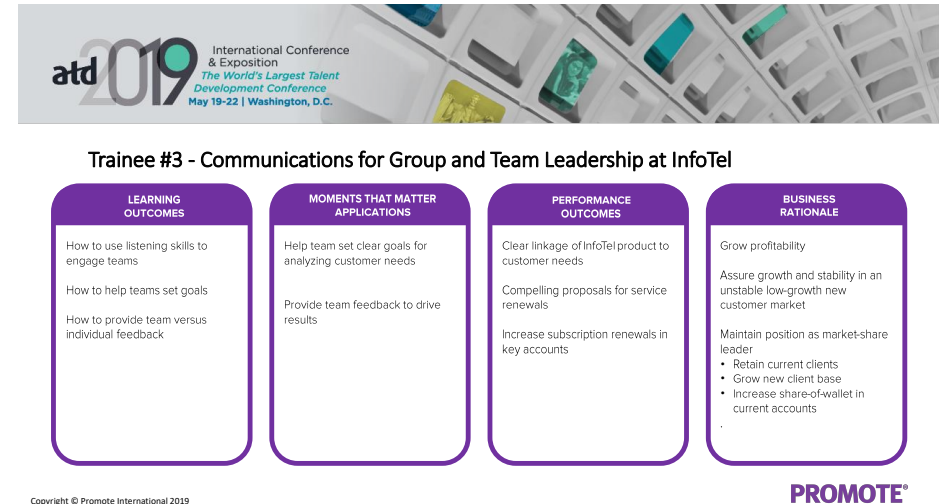 atd
2019
International Conference
& Exposition
The World's Largest Talent
Development Conference
May 19-22 | Washington, D.C.
Trainee #3 - Communications for Group and Team Leadership at InfoTel
LEARNING
OUTCOMES
How to use listening skills to
engage teams
How to help teams set goals
How to provide team versus
individual feedback
MOMENTS THAT MATTER
APPLICATIONS
Help team set clear goals for
analyzing customer needs
Provide team feedback to drive
results
PERFORMANCE
OUTCOMES
Clear linkage of InfoTel product to
customer needs
Compelling proposals for service
renewals
Increase subscription renewals in
key accounts
BUSINESS
RATIONALE
Grow profitability
Assure growth and stability in an
unstable low-growth new
customer market
Maintain position as market-share
leader
• Retain current clients
• Grow new client base
• Increase share-of-wallet in
current accounts
.
Copyright © Promote International 2019
PROMOTE®